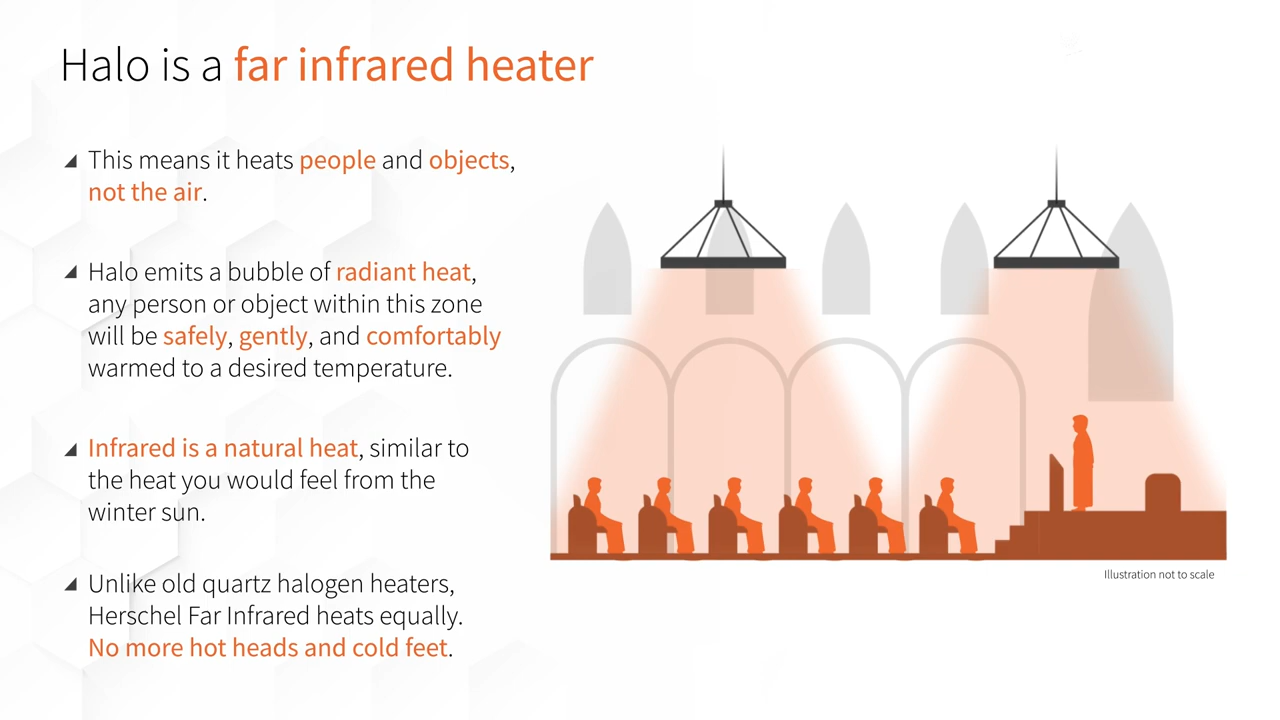 Halo is a far infrared heater
This means it heats people and objects,
not the air.
Halo emits a bubble of radiant heat,
any person or object within this zone
will be safely, gently, and comfortably
warmed to a desired temperature.
Infrared is a natural heat, similar to
the heat you would feel from the
winter sun.
Unlike old quartz halogen heaters,
Herschel Far Infrared heats equally.
No more hot heads and cold feet.
Illustration not to scale